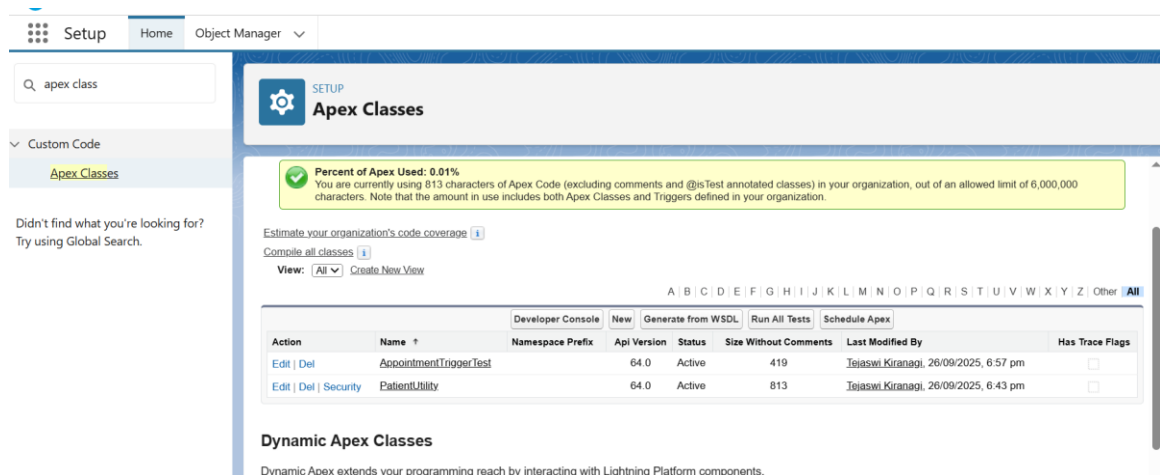 Setup Home Object Manager
apex class
SETUP
Apex Classes
Custom Code
Apex Classes
Didn't find what you're looking for?
Try using Global Search.
Percent of Apex Used: 0.01%
You are currently using 813 characters of Apex Code (excluding comments and @isTest annotated classes) in your organization, out of an allowed limit of 6,000,000
characters. Note that the amount in use includes both Apex Classes and Triggers defined in your organization.
Estimate your organization's code coverage i
Compile all classes i
View: All Create New View
A | B | C | D | E | F | G | H | I | J | K | L | M | N | O | P | Q | R | S | T | U | V | W | X | Y | Z | Other All
Developer Console New Generate from WSDL Run All Tests Schedule Apex
Action Name ↑ Namespace Prefix Api Version Status Size Without Comments Last Modified By Has Trace Flags
Edit | Del AppointmentTriggerTest 64.0 Active 419 Tejaswi Kiranagi, 26/09/2025, 6:57 pm
Edit | Del | Security PatientUtility 64.0 Active 813 Tejaswi Kiranagi, 26/09/2025, 6:43 pm
Dynamic Apex Classes
Dynamic Apex extends your programming reach by interacting with Lightning Platform components.